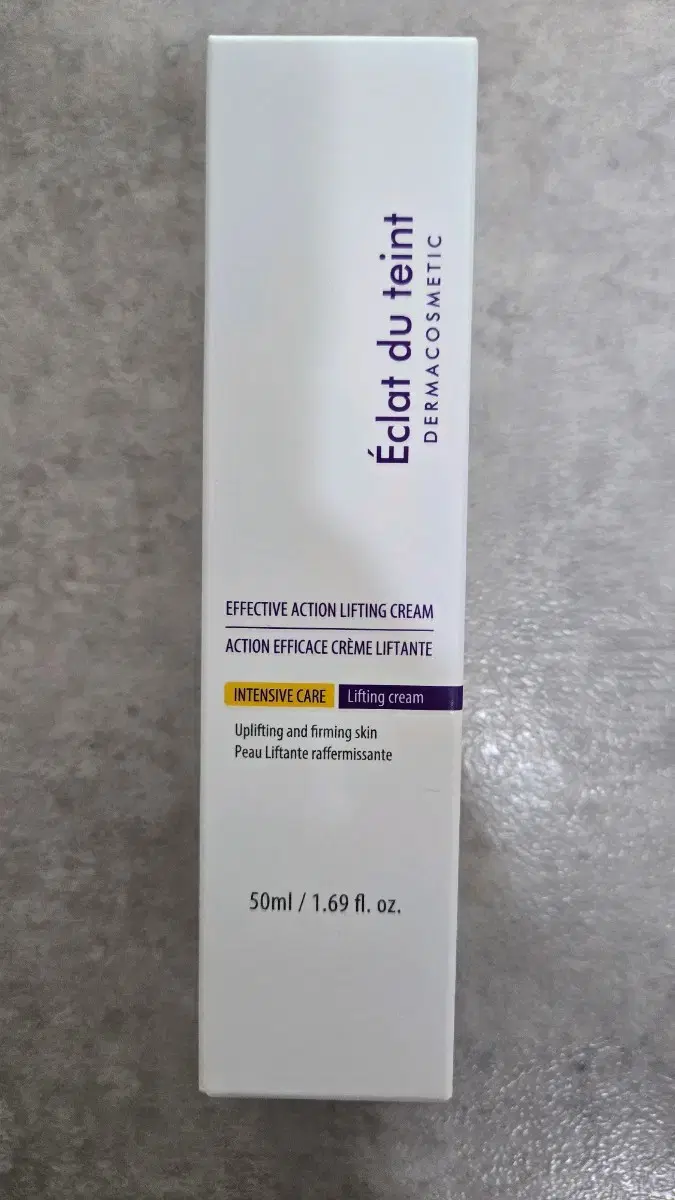 Éclat du teint
DERMACOSMETIC
EFFECTIVE ACTION LIFTING CREAM
ACTION EFFICACE CRÈME LIFTANTE
INTENSIVE CARE Lifting cream
Uplifting and firming skin
Peau Liftante raffermissante
50ml / 1.69 fl. oz.